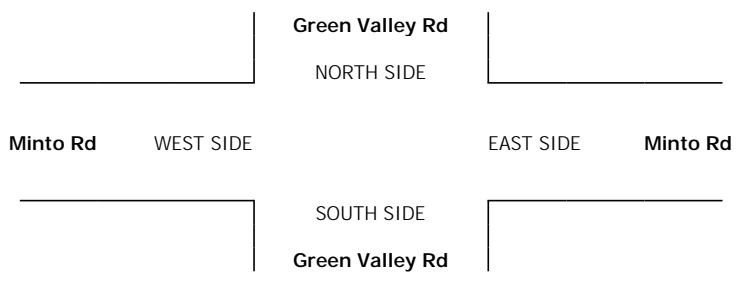 Green Valley Rd
NORTH SIDE
Minto Rd WEST SIDE EAST SIDE Minto Rd
SOUTH SIDE
Green Valley Rd